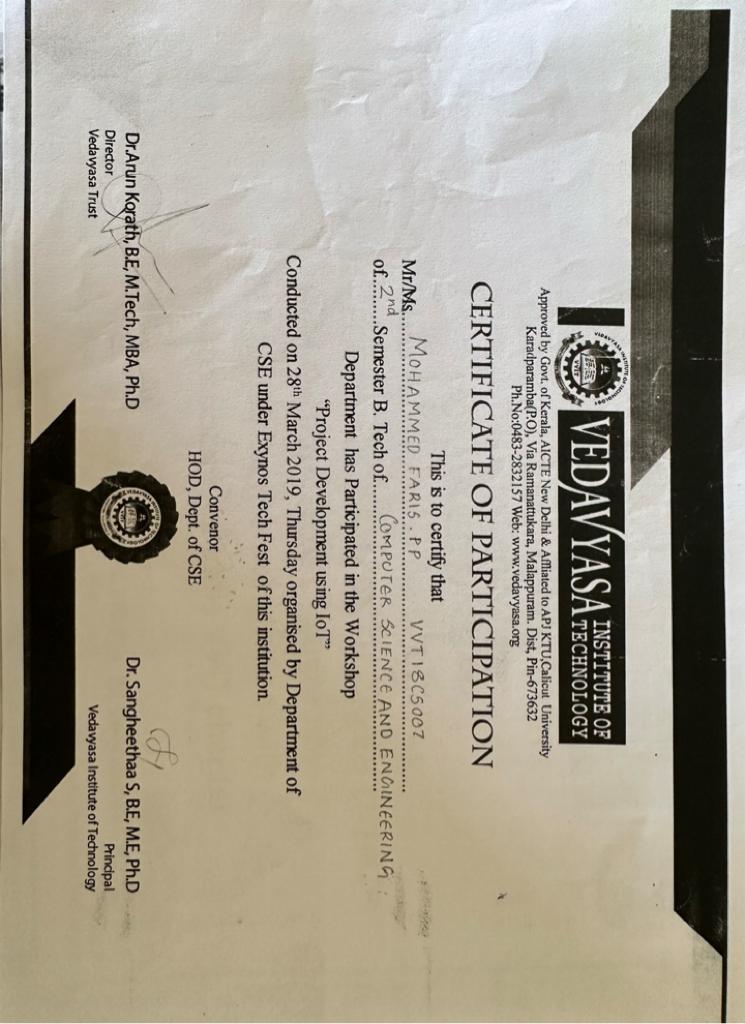 VEDAVYASA INSTITUTE OF TECHNOLOGY
Approved by Govt. of Kerala, AICTE New Delhi & Affliated to APJ KTU,Calicut University
Karadparamba(P.O), Via Ramanattukara, Malappuram. Dist, Pin-673632
Ph.No:0483-2832157 Web: www.vedavyasa.org
CERTIFICATE OF PARTICIPATION
This is to certify that
Mr/Ms. MOHAMMED FARIS. PP VVT18CS007
of 2nd Semester B. Tech of COMPUTER SCIENCE AND ENGINEERING
Department has Participated in the Workshop
“Project Development using IoT”
Conducted on 28th March 2019, Thursday organised by Department of
CSE under Exynos Tech Fest of this institution.
Convenor
HOD, Dept. of CSE
Dr.Arun Korath, B.E, M.Tech, MBA, Ph.D
Director
Vedavyasa Trust
Dr. Sangheethaa S, B.E, M.E, Ph.D
Principal
Vedavyasa Institute of Technology